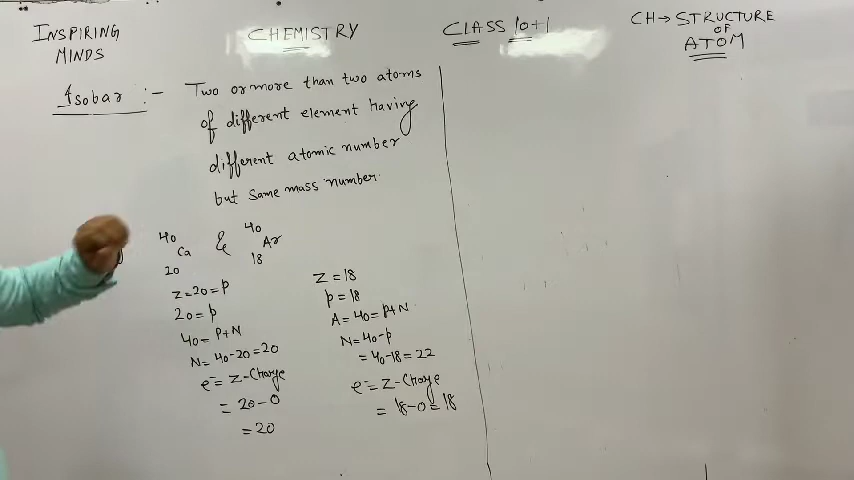 INSPIRING
MINDS
CHEMISTRY
CLASS 10+1
CH→ STRUCTURE
OF
ATOM
Isobar :- Two or more than two atoms
of different element having
different atomic number
but same mass number.
40 Ca 20 & 40 Ar 18
Z=20=p
20=p
40=P+N
N=40-20=20
e⁻=Z-Charge
=20-0
=20
Z=18
p=18
A=40=p+N
N=40-p
=40-18=22
e⁻=Z-Charge
=18-0=18